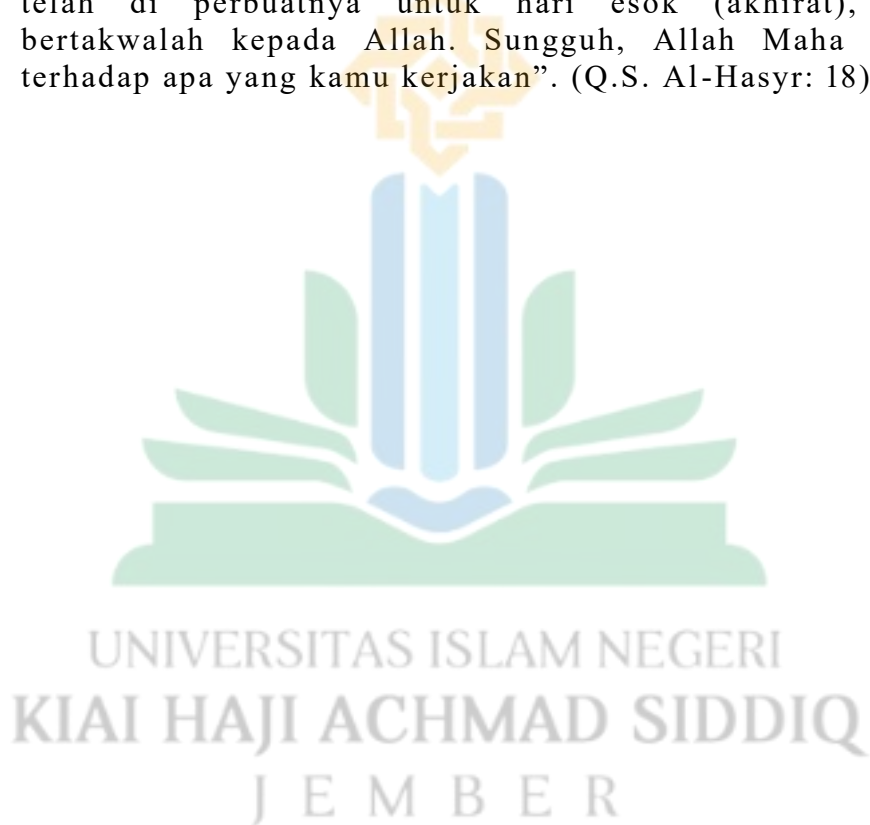 telah di perbuatnya untuk hari esok (akhirat),
bertakwalah kepada Allah. Sungguh, Allah Maha
terhadap apa yang kamu kerjakan”. (Q.S. Al-Hasyr: 18)
UNIVERSITAS ISLAM NEGERI
KIAI HAJI ACHMAD SIDDIQ
JEMBER